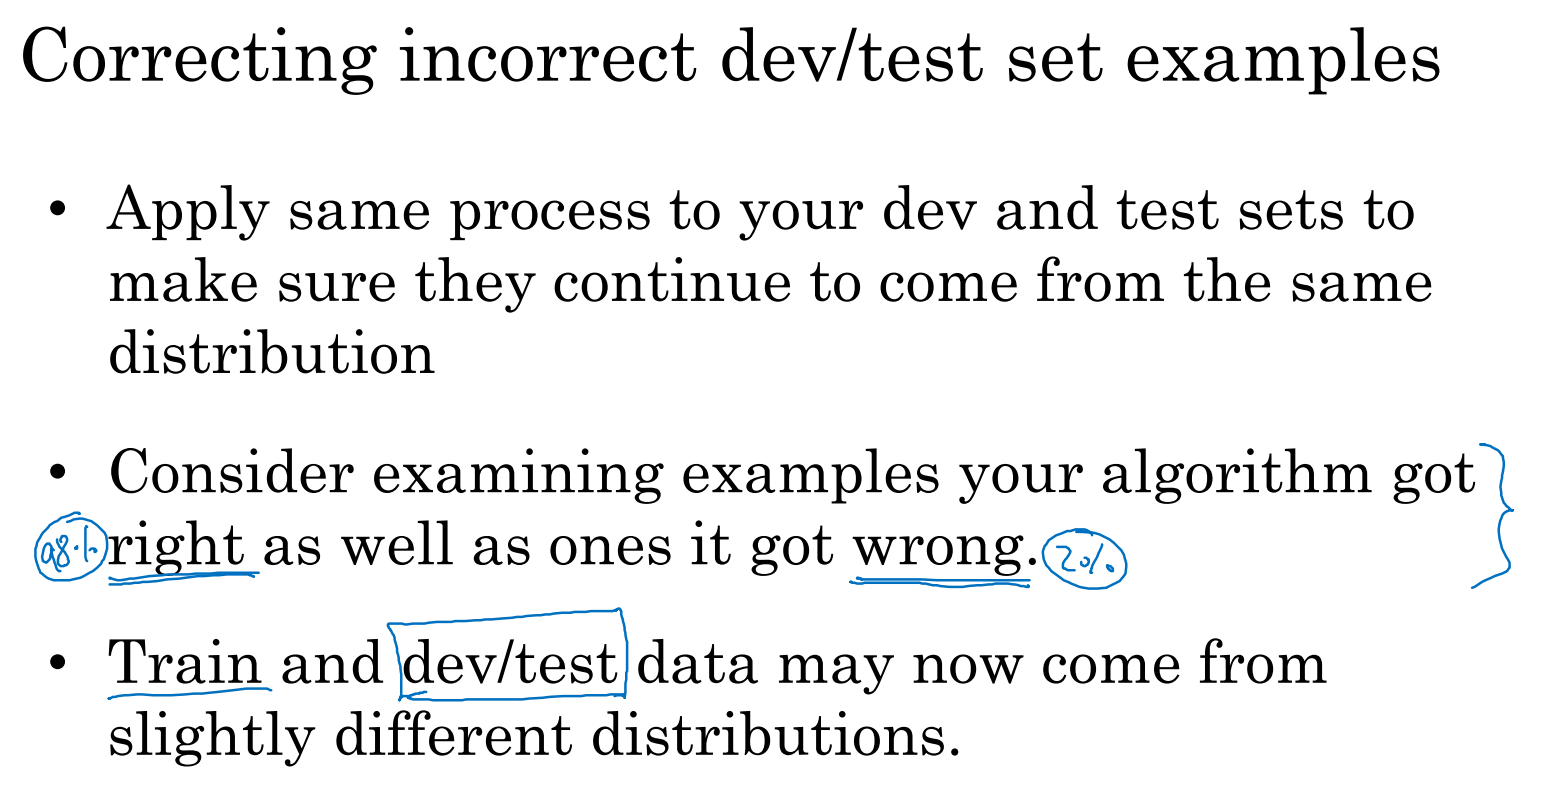 Correcting incorrect dev/test set examples
• Apply same process to your dev and test sets to
make sure they continue to come from the same
distribution
• Consider examining examples your algorithm got
98% right as well as ones it got wrong. 2%
• Train and dev/test data may now come from
slightly different distributions.